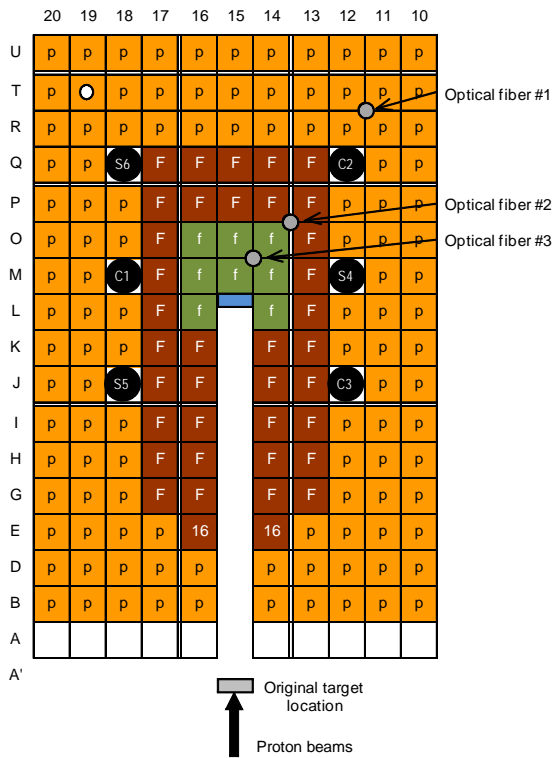 20 19 18 17 16 15 14 13 12 11 10
U p p p p p p p p p p p
T p p p p p p p p p p Optical fiber #1
R p p p p p p p p p p p
Q p p S6 F F F F F C2 p p
P p p p F F F F F p p p Optical fiber #2
O p p p F f f f F p p p Optical fiber #3
M p p C1 F f f f F S4 p p
L p p p F f f F p p p
K p p p F F F F p p p
J p p S5 F F F F C3 p p
I p p p F F F F p p p
H p p p F F F F p p p
G p p p F F F F p p p
E p p p p 16 16 p p p p
D p p p p p p p p p p
B p p p p p p p p p p
A
A'
Original target
location
Proton beams